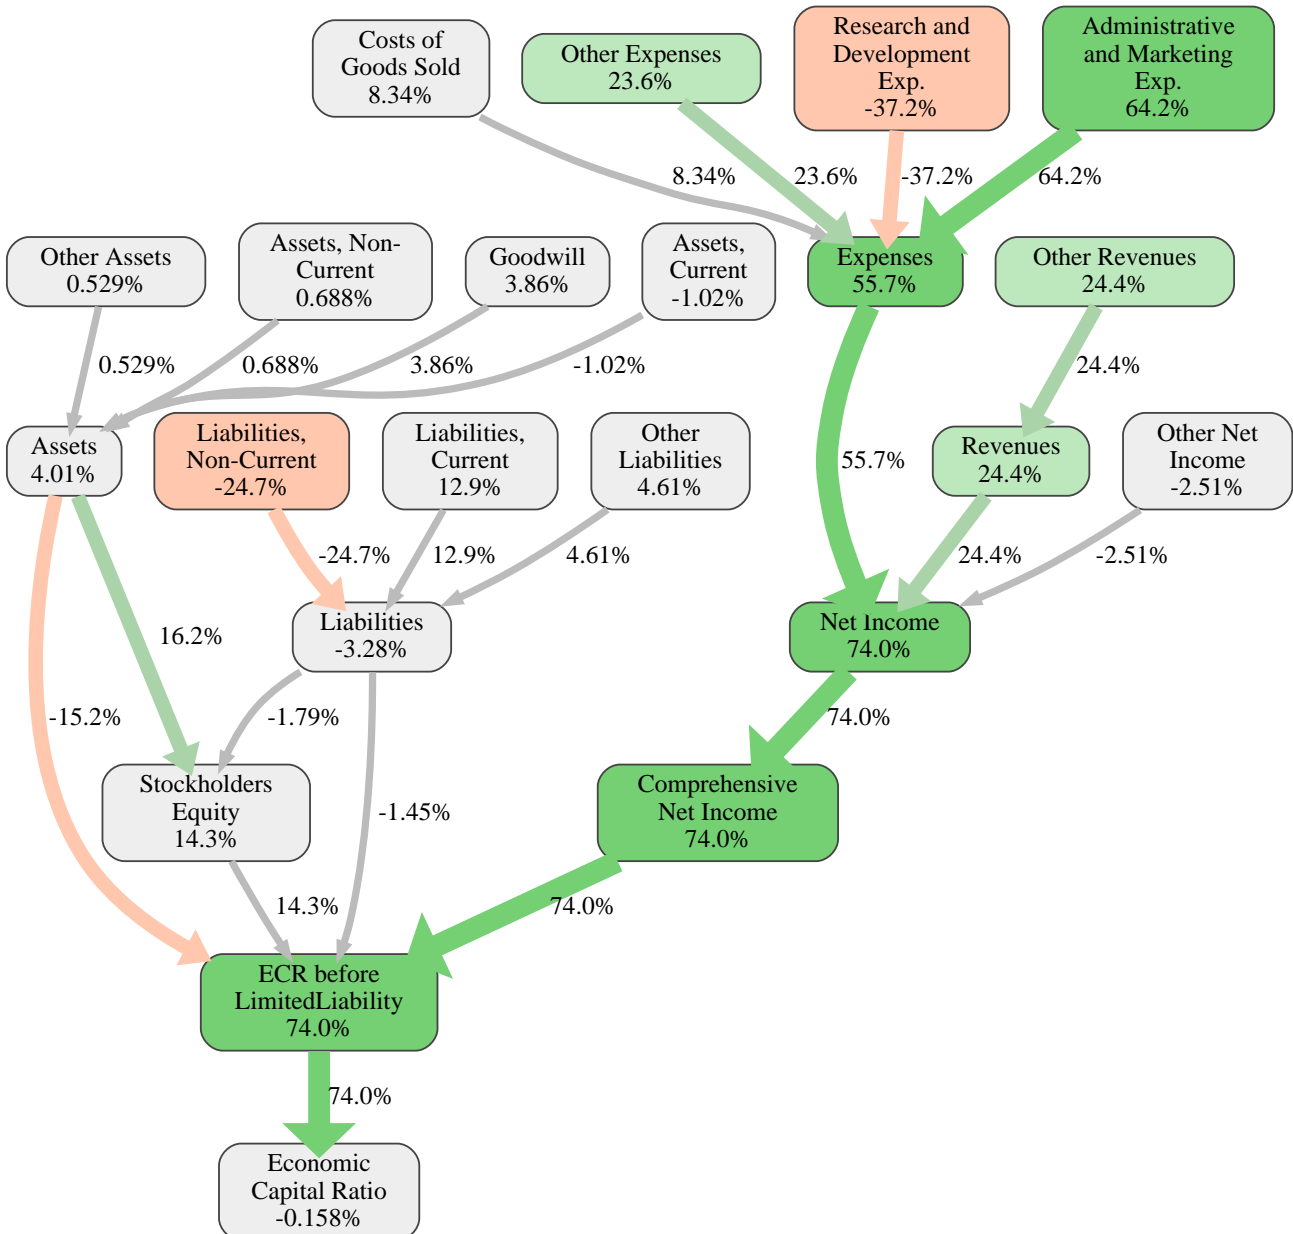 Costs of
Goods Sold
8.34%
Other Expenses
23.6%
Research and
Development
Exp.
-37.2%
Administrative
and Marketing
Exp.
64.2%
8.34%
23.6%
-37.2%
64.2%
Other Assets
0.529%
Assets, Non-
Current
0.688%
Goodwill
3.86%
Assets,
Current
-1.02%
Expenses
55.7%
Other Revenues
24.4%
0.529%
0.688%
3.86%
-1.02%
24.4%
Assets
4.01%
Liabilities,
Non-Current
-24.7%
Liabilities,
Current
12.9%
Other
Liabilities
4.61%
55.7%
Revenues
24.4%
Other Net
Income
-2.51%
-24.7%
12.9%
4.61%
24.4%
-2.51%
16.2%
Liabilities
-3.28%
Net Income
74.0%
-15.2%
-1.79%
74.0%
Stockholders
Equity
14.3%
-1.45%
Comprehensive
Net Income
74.0%
14.3%
74.0%
ECR before
LimitedLiability
74.0%
74.0%
Economic
Capital Ratio
-0.158%